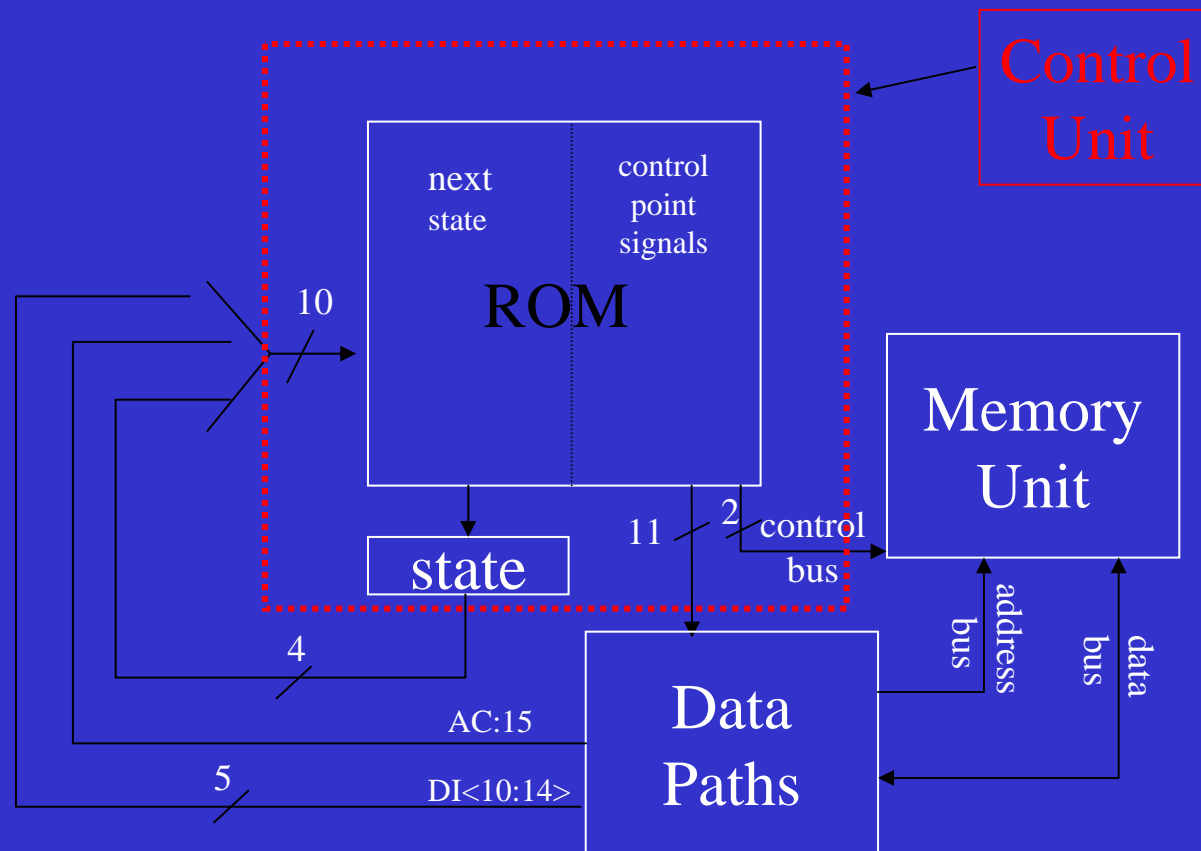 Control
Unit
next
state
control
point
signals
ROM
10
Memory
Unit
11
2
control
bus
state
address
bus
data
bus
4
Data
Paths
AC:15
5
DI<10:14>